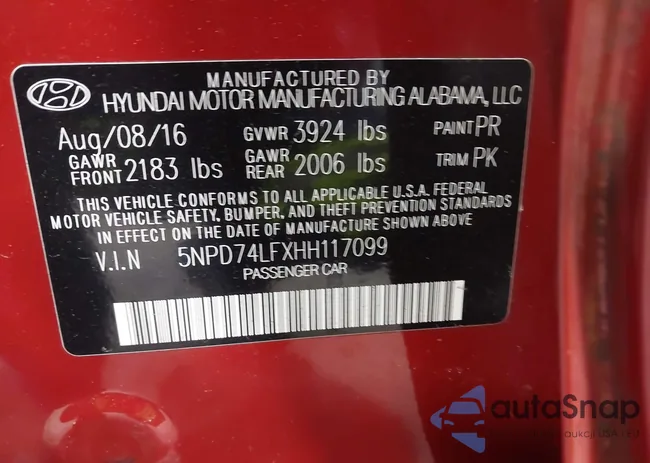 MANUFACTURED BY
HYUNDAI MOTOR MANUFACTURING ALABAMA, LLC
Aug/08/16 GVWR 3924 lbs PAINT PR
GAWR FRONT 2183 lbs GAWR REAR 2006 lbs TRIM PK
THIS VEHICLE CONFORMS TO ALL APPLICABLE U.S.A. FEDERAL
MOTOR VEHICLE SAFETY, BUMPER, AND THEFT PREVENTION STANDARDS
IN EFFECT ON THE DATE OF MANUFACTURE SHOWN ABOVE
V.I.N 5NPD74LFXHH117099
PASSENGER CAR
autoSnap
aukcji USA